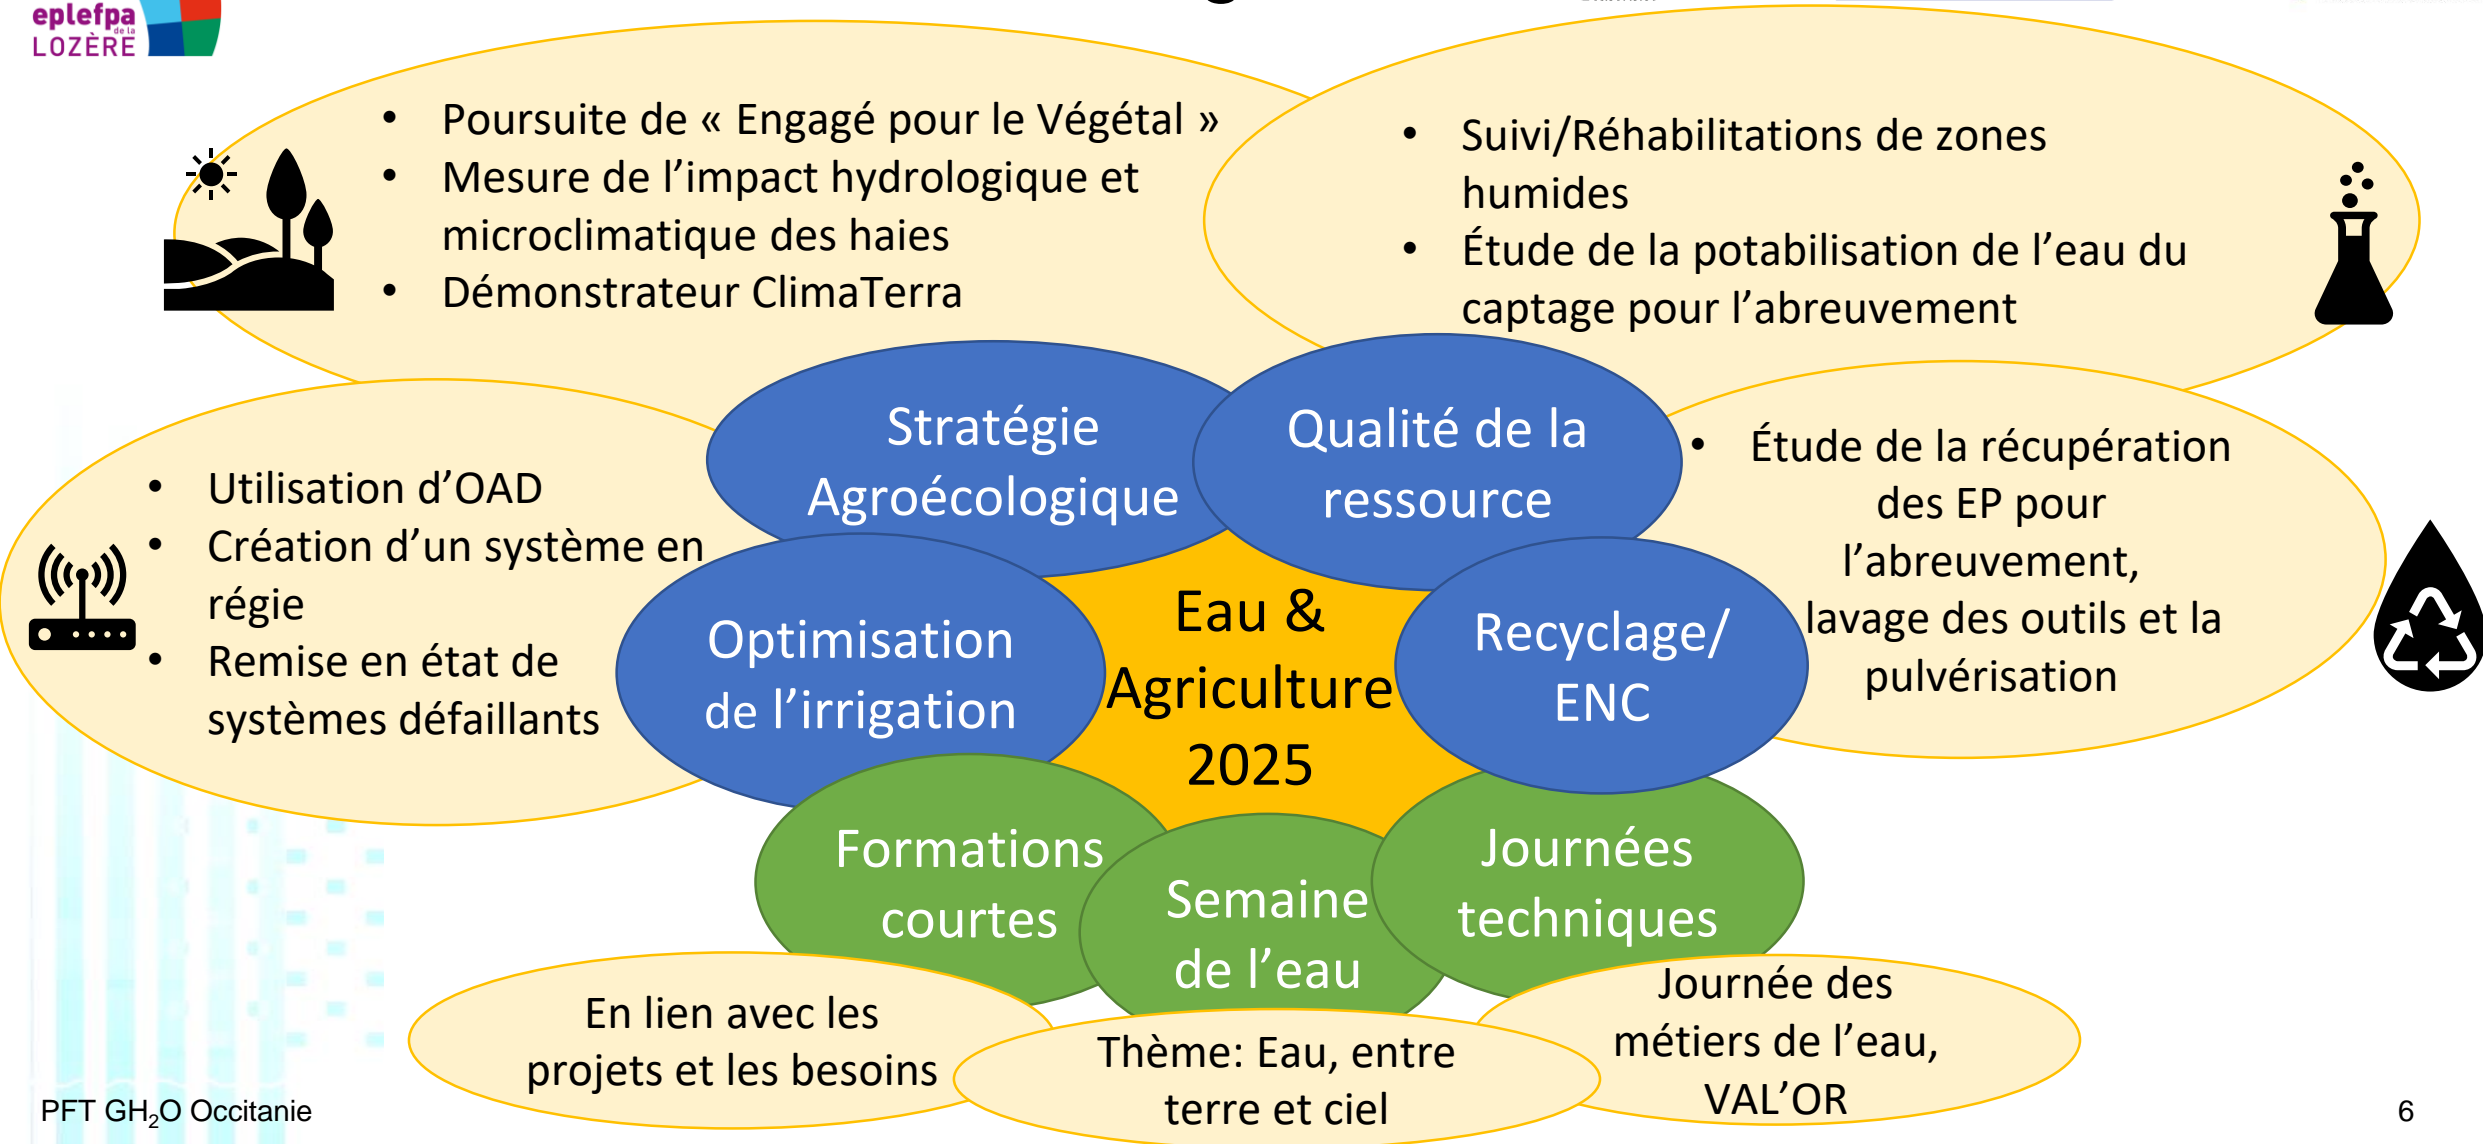 eplefpa
de la
LOZÈRE
• Poursuite de « Engagé pour le Végétal »
• Mesure de l’impact hydrologique et
microclimatique des haies
• Démonstrateur ClimaTerra
• Suivi/Réhabilitations de zones
humides
• Étude de la potabilisation de l’eau du
captage pour l’abreuvement
Stratégie
Agroécologique
Qualité de la
ressource
• Utilisation d’OAD
• Création d’un système en
régie
• Remise en état de
systèmes défaillants
Optimisation
de l’irrigation
Eau &
Agriculture
2025
Recyclage/
ENC
• Étude de la récupération
des EP pour
l’abreuvement,
lavage des outils et la
pulvérisation
Formations
courtes
Semaine
de l’eau
Journées
techniques
En lien avec les
projets et les besoins
Thème: Eau, entre
terre et ciel
Journée des
métiers de l’eau,
VAL’OR
PFT GH₂O Occitanie
6